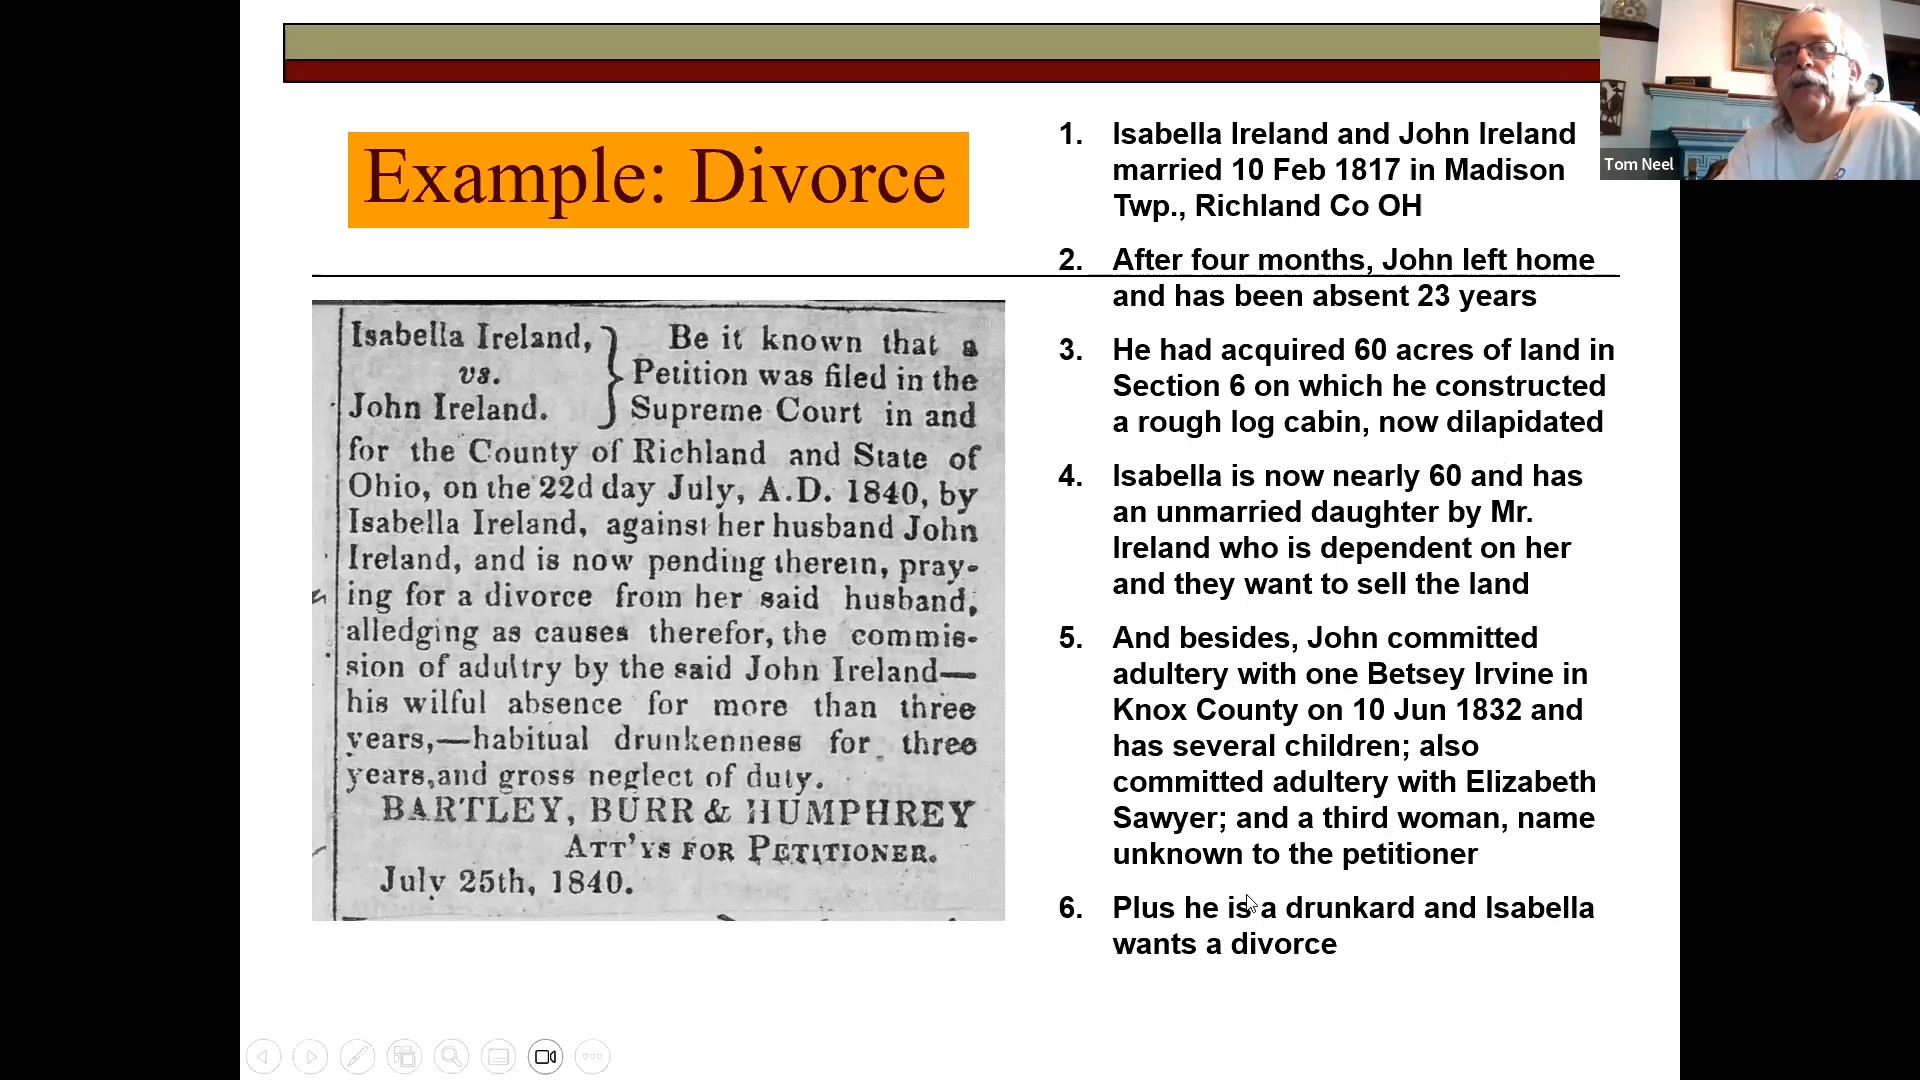 Example: Divorce
Isabella Ireland,
vs.
John Ireland.
Be it known that a
Petition was filed in the
Supreme Court in and
for the County of Richland and State of
Ohio, on the 22d day July, A.D. 1840, by
Isabella Ireland, against her husband John
Ireland, and is now pending therein, pray-
ing for a divorce from her said husband,
alledging as causes therefor, the commis-
sion of adultry by the said John Ireland—
his wilful absence for more than three
years,—habitual drunkenness for three
years, and gross neglect of duty.
BARTLEY, BURR & HUMPHREY
ATT'YS FOR PETITIONER.
July 25th, 1840.
1. Isabella Ireland and John Ireland
married 10 Feb 1817 in Madison
Twp., Richland Co OH
2. After four months, John left home
and has been absent 23 years
3. He had acquired 60 acres of land in
Section 6 on which he constructed
a rough log cabin, now dilapidated
4. Isabella is now nearly 60 and has
an unmarried daughter by Mr.
Ireland who is dependent on her
and they want to sell the land
5. And besides, John committed
adultery with one Betsey Irvine in
Knox County on 10 Jun 1832 and
has several children; also
committed adultery with Elizabeth
Sawyer; and a third woman, name
unknown to the petitioner
6. Plus he is a drunkard and Isabella
wants a divorce
Tom Neel